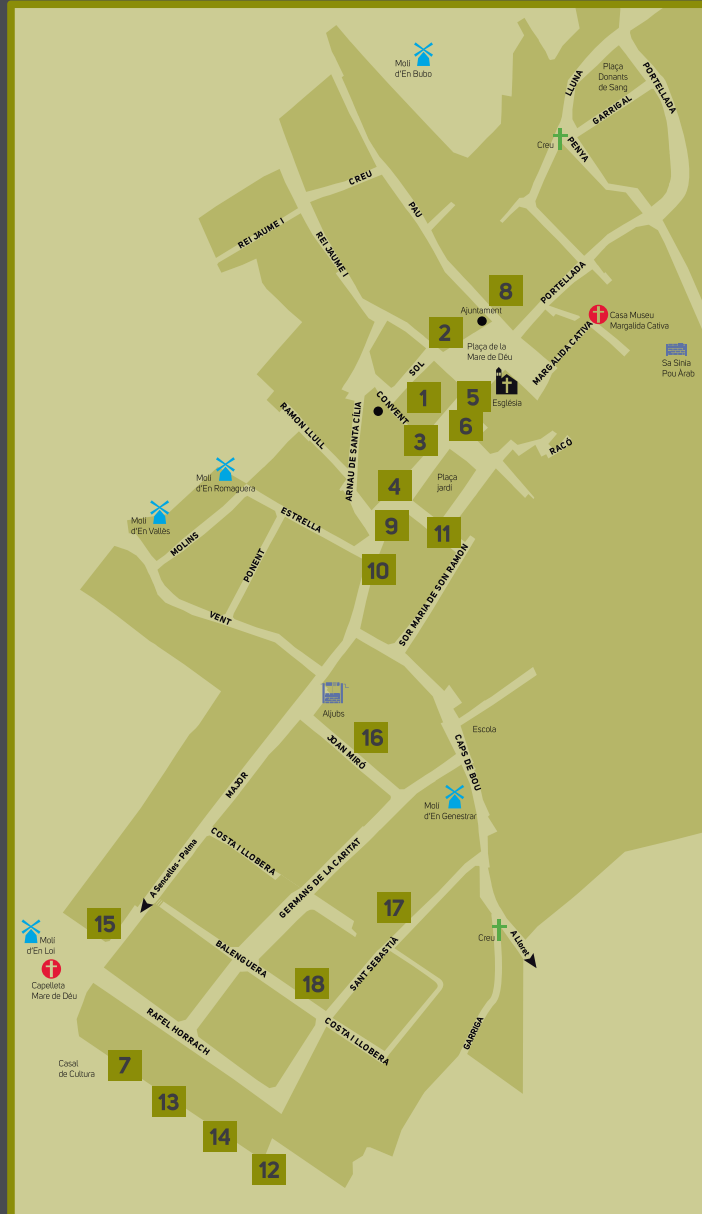 Molí
d'En Bubo
Plaça
Donants
de Sang
LLUNA
PORTELLADA
GARRIGAL
Creu
PENYA
CREU
PAU
REI JAUME I
REI JAUME I
PORTELLADA
8
Ajuntament
2
Casa Museu
Margalida Cativa
Plaça de la
Mare de Déu
MARGALIDA CATIVA
Sa Sinia
Pou Àrab
SOL
1
5
Església
CONVENT
ARNAU DE SANTA CÍLIA
RAMON LLULL
3
6
RACÓ
Molí
d'En Romaguera
4
Plaça
jardí
Molí
d'En Vallès
ESTRELLA
9
11
MOLINS
PONENT
10
SOR MARIA DE SON RAMON
VENT
Aljubs
16
Escola
JOAN MIRÓ
CAPS DE BOU
MAJOR
Molí
d'En Genestrar
COSTA I LLOBERA
A Sencelles - Palma
GERMANS DE LA CARITAT
15
17
Molí
d'En Loi
Creu
A Lloret
BALENGUERA
SANT SEBASTIÀ
Capelleta
Mare de Déu
18
RAFEL HORRACH
COSTA I LLOBERA
GARRIGA
Casal
de Cultura
7
13
14
12